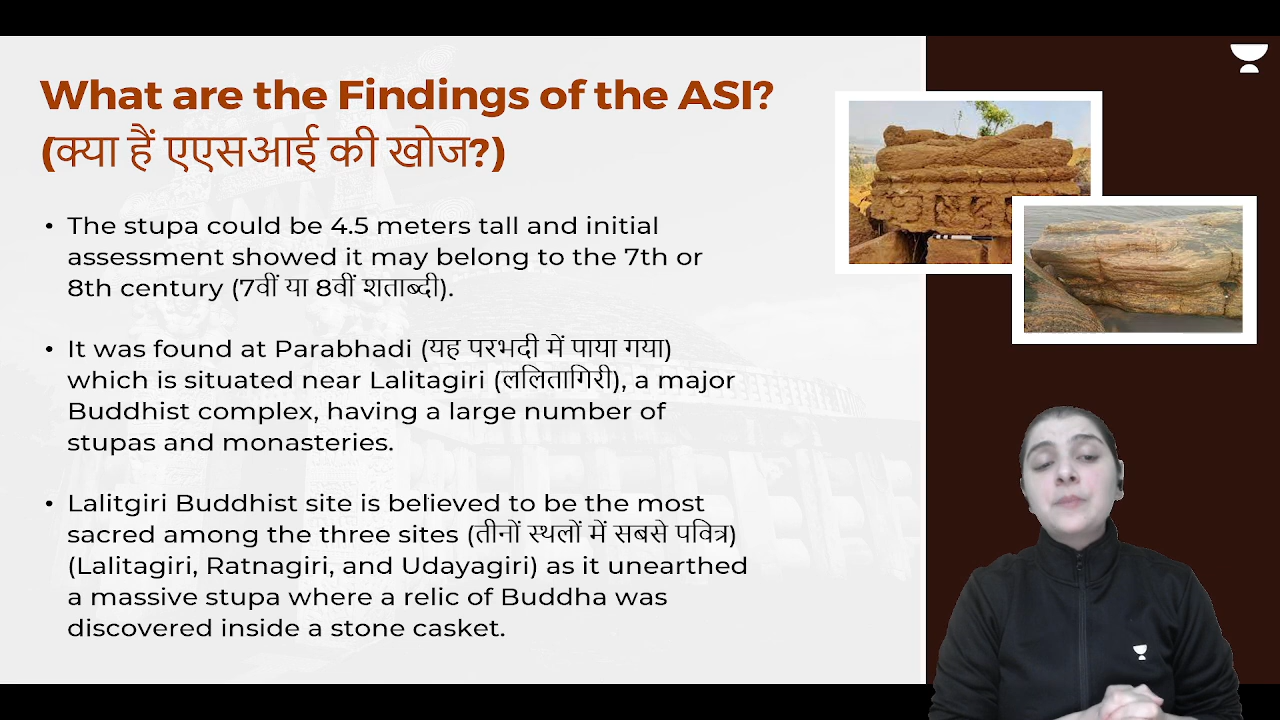 What are the Findings of the ASI?
(क्या हैं एएसआई की खोज?)
• The stupa could be 4.5 meters tall and initial
assessment showed it may belong to the 7th or
8th century (7वीं या 8वीं शताब्दी).
• It was found at Parabhadi (यह परभदी में पाया गया)
which is situated near Lalitagiri (ललितागिरी), a major
Buddhist complex, having a large number of
stupas and monasteries.
• Lalitgiri Buddhist site is believed to be the most
sacred among the three sites (तीनों स्थलों में सबसे पवित्र)
(Lalitagiri, Ratnagiri, and Udayagiri) as it unearthed
a massive stupa where a relic of Buddha was
discovered inside a stone casket.